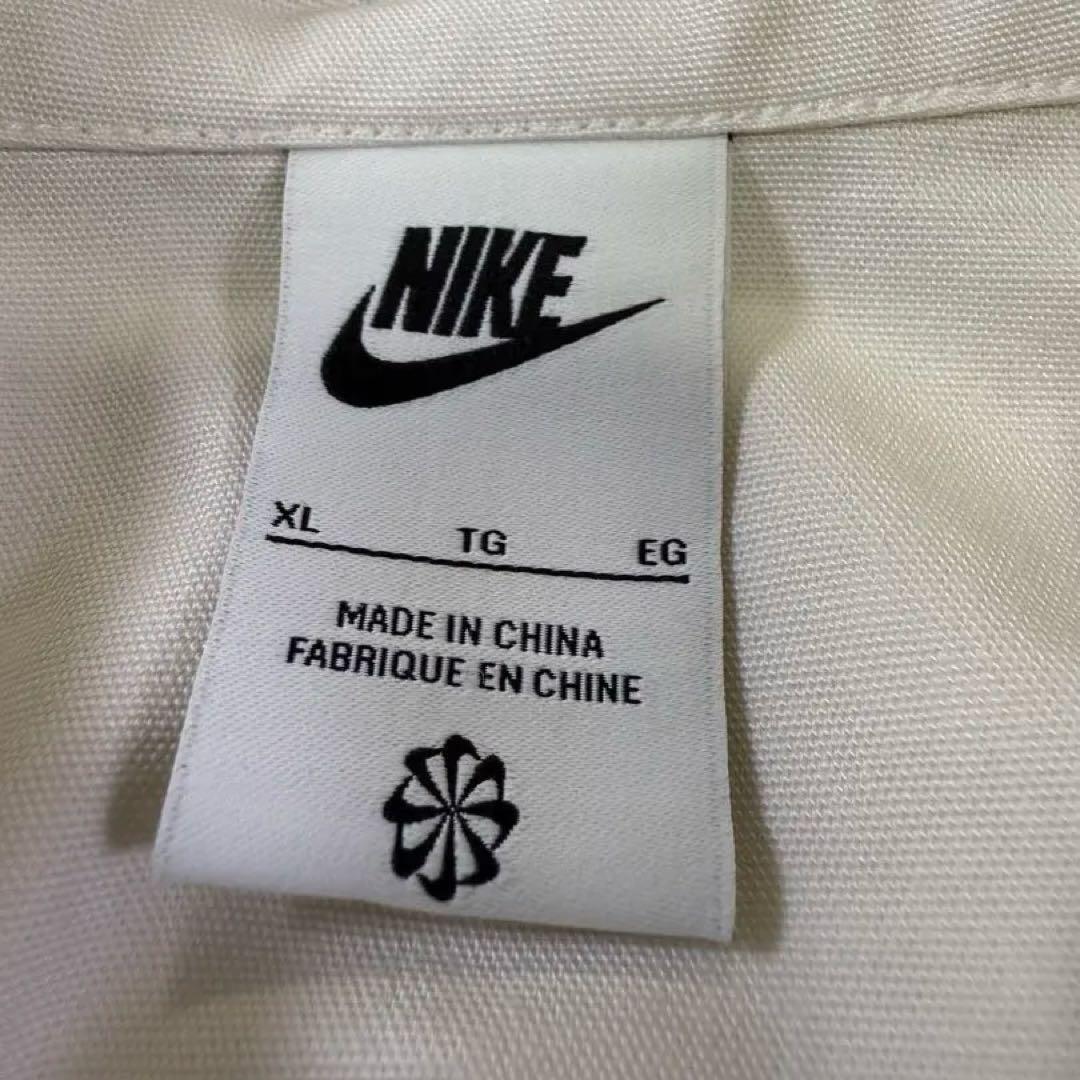 NIKE
XL TG EG
MADE IN CHINA
FABRIQUE EN CHINE